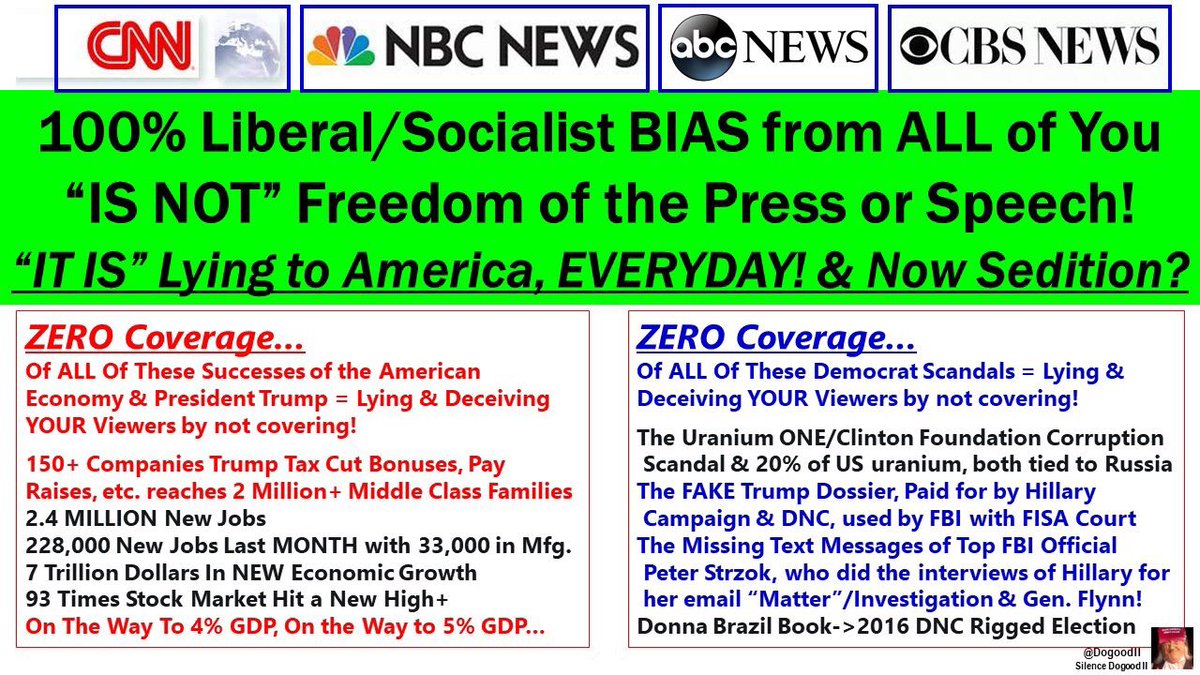 CNN
NBC NEWS
abc NEWS
CBS NEWS
100% Liberal/Socialist BIAS from ALL of You
“IS NOT” Freedom of the Press or Speech!
“IT IS” Lying to America, EVERYDAY! & Now Sedition?
ZERO Coverage...
Of ALL Of These Successes of the American
Economy & President Trump = Lying & Deceiving
YOUR Viewers by not covering!
150+ Companies Trump Tax Cut Bonuses, Pay
Raises, etc. reaches 2 Million+ Middle Class Families
2.4 MILLION New Jobs
228,000 New Jobs Last MONTH with 33,000 in Mfg.
7 Trillion Dollars In NEW Economic Growth
93 Times Stock Market Hit a New High+
On The Way To 4% GDP, On the Way to 5% GDP...
ZERO Coverage...
Of ALL Of These Democrat Scandals = Lying &
Deceiving YOUR Viewers by not covering!
The Uranium ONE/Clinton Foundation Corruption
Scandal & 20% of US uranium, both tied to Russia
The FAKE Trump Dossier, Paid for by Hillary
Campaign & DNC, used by FBI with FISA Court
The Missing Text Messages of Top FBI Official
Peter Strzok, who did the interviews of Hillary for
her email “Matter”/Investigation & Gen. Flynn!
Donna Brazil Book->2016 DNC Rigged Election
@DogoodII
Silence Dogood II